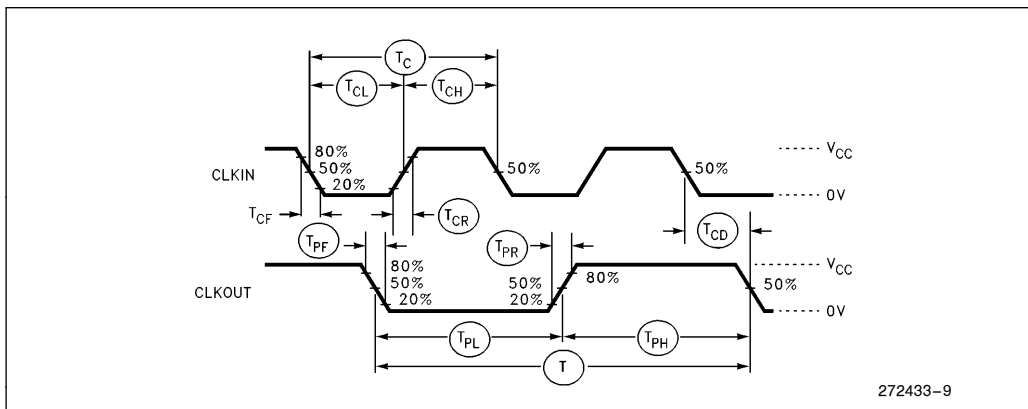 T_C
T_CL T_CH
V_CC
80%
50% 50% 50%
CLKIN
20%
0V
T_CF T_CR
T_CD
T_PF T_PR
V_CC
80% 80%
50% 50% 50%
CLKOUT
20% 20%
0V
T_PL T_PH
T
272433–9